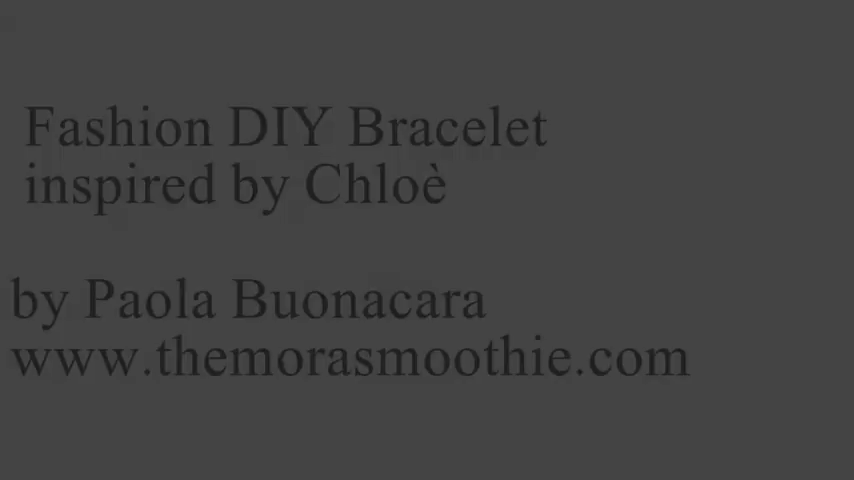 Fashion DIY Bracelet
inspired by Chloè
by Paola Buonacara
www.themorasmoothie.com